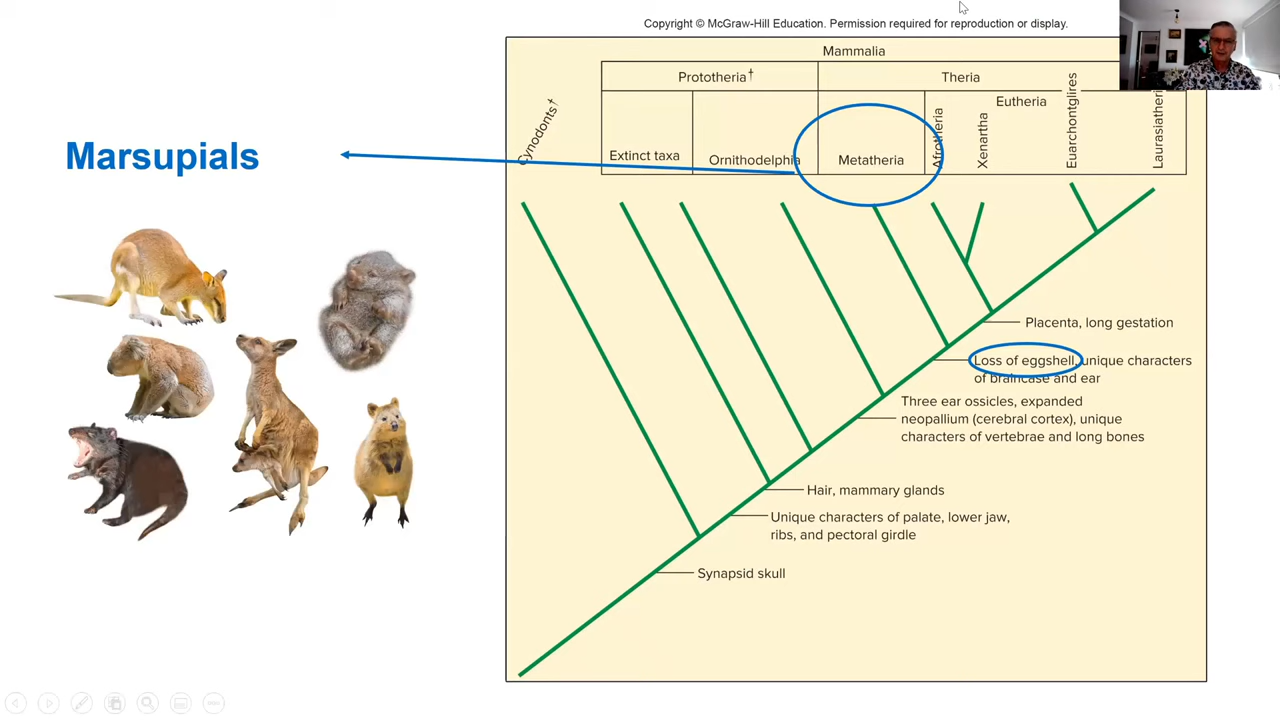 Copyright © McGraw-Hill Education. Permission required for reproduction or display.
Mammalia
Prototheria†
Theria
Eutheria
Cynodonts†
Extinct taxa
Ornithodelphia
Metatheria
Afrotheria
Xenartha
Euarchontglires
Laurasiatheri
Marsupials
Placenta, long gestation
Loss of eggshell, unique characters
of braincase and ear
Three ear ossicles, expanded
neopallium (cerebral cortex), unique
characters of vertebrae and long bones
Hair, mammary glands
Unique characters of palate, lower jaw,
ribs, and pectoral girdle
Synapsid skull